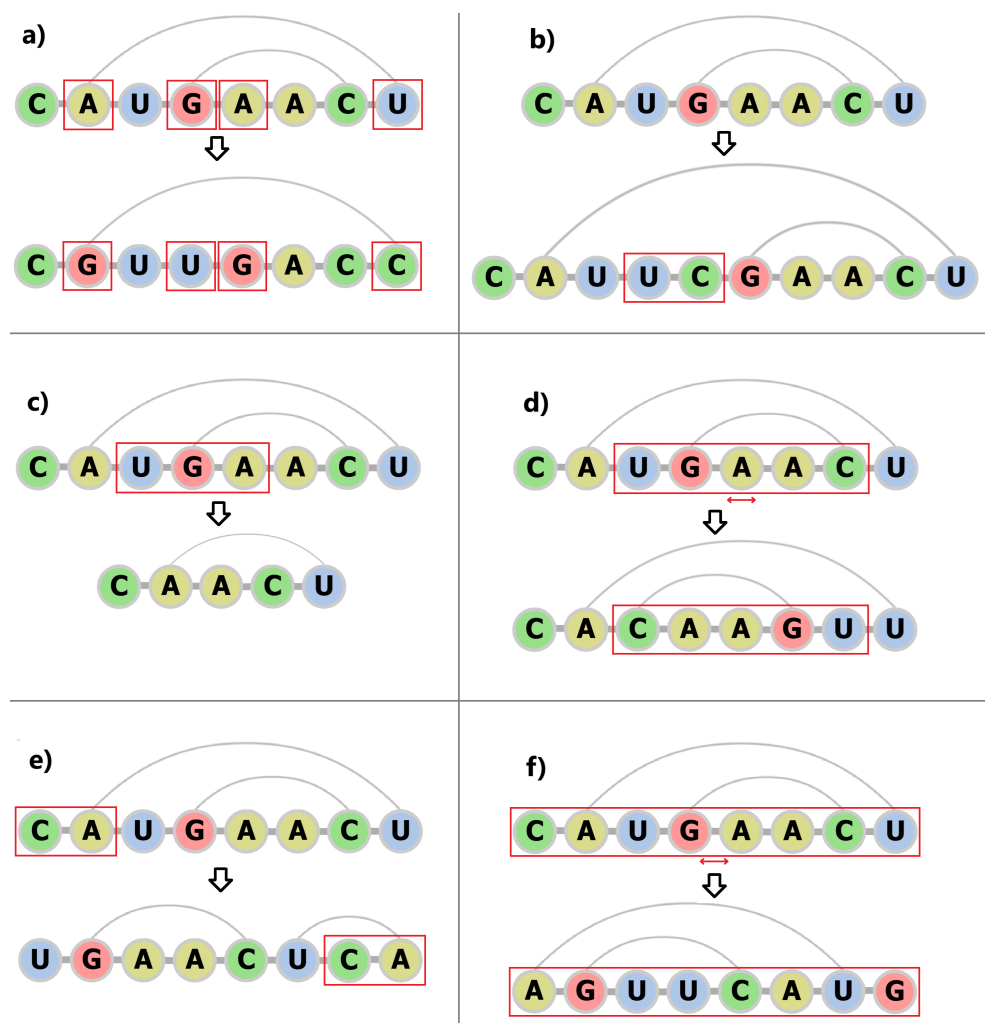 a)
C A U G A A C U
C G U U G A C C
b)
C A U G A A C U
C A U U C G A A C U
c)
C A U G A A C U
C A A C U
d)
C A U G A A C U
C A C A A G U U
e)
C A U G A A C U
U G A A C U C A
f)
C A U G A A C U
A G U U C A U G